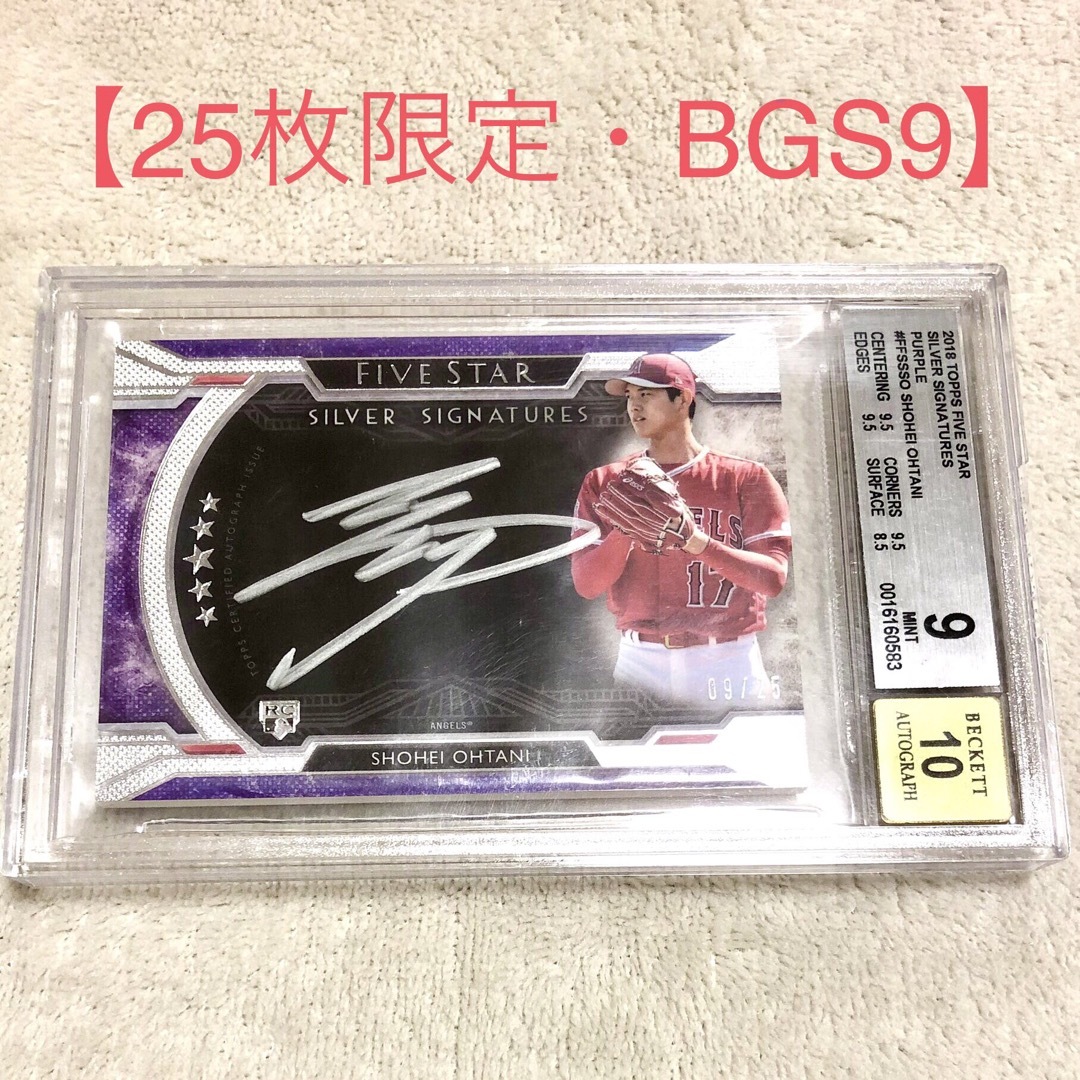 【25枚限定・BGS9】
FIVE STAR
SILVER SIGNATURES
TOPPS CERTIFIED AUTOGRAPH ISSUE
RC
ANGELS®
SHOHEI OHTANI
17
09/25
2018 TOPPS FIVE STAR
SILVER SIGNATURES
PURPLE
#FFSSSO SHOHEI OHTANI
CENTERING 9.5 CORNERS 9.5
EDGES 9.5 SURFACE 8.5
9
MINT
0016160583
BECKETT
10
AUTOGRAPH